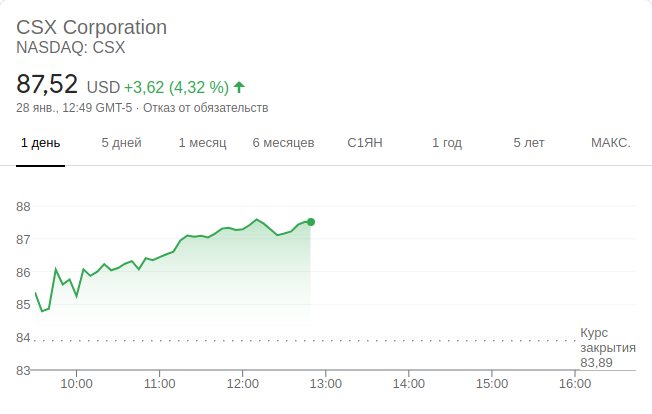 CSX Corporation
NASDAQ: CSX
87,52 USD +3,62 (4,32 %)
28 янв., 12:49 GMT-5 · Отказ от обязательств
1 день 5 дней 1 месяц 6 месяцев С1ЯН 1 год 5 лет МАКС.
88
87
86
85
84
83
Курс
закрытия
83,89
10:00 11:00 12:00 13:00 14:00 15:00 16:00